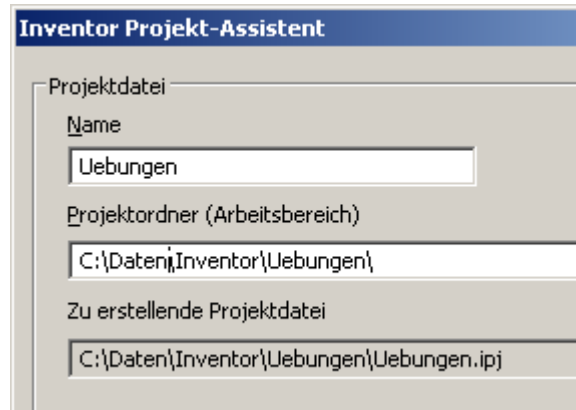 Inventor Projekt-Assistent
Projektdatei
Name
Uebungen
Projektordner (Arbeitsbereich)
C:\Daten\Inventor\Uebungen\
Zu erstellende Projektdatei
C:\Daten\Inventor\Uebungen\Uebungen.ipj